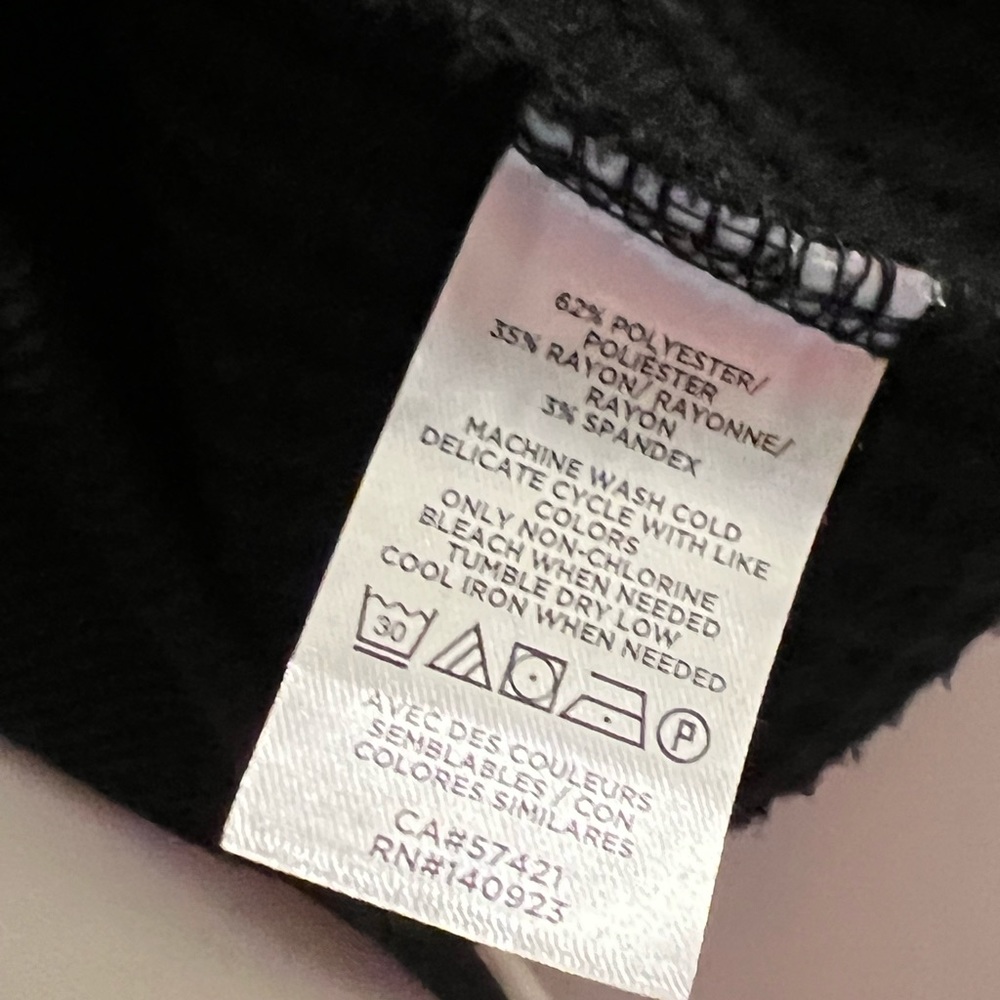 62% POLYESTER/
POLIÉSTER
35% RAYON/ RAYONNE/
RAYON
3% SPANDEX
MACHINE WASH COLD
DELICATE CYCLE WITH LIKE
COLORS
ONLY NON-CHLORINE
BLEACH WHEN NEEDED
TUMBLE DRY LOW
COOL IRON WHEN NEEDED
30 P
AVEC DES COULEURS
SEMBLABLES / CON
COLORES SIMILARES
CA#57421
RN#140923